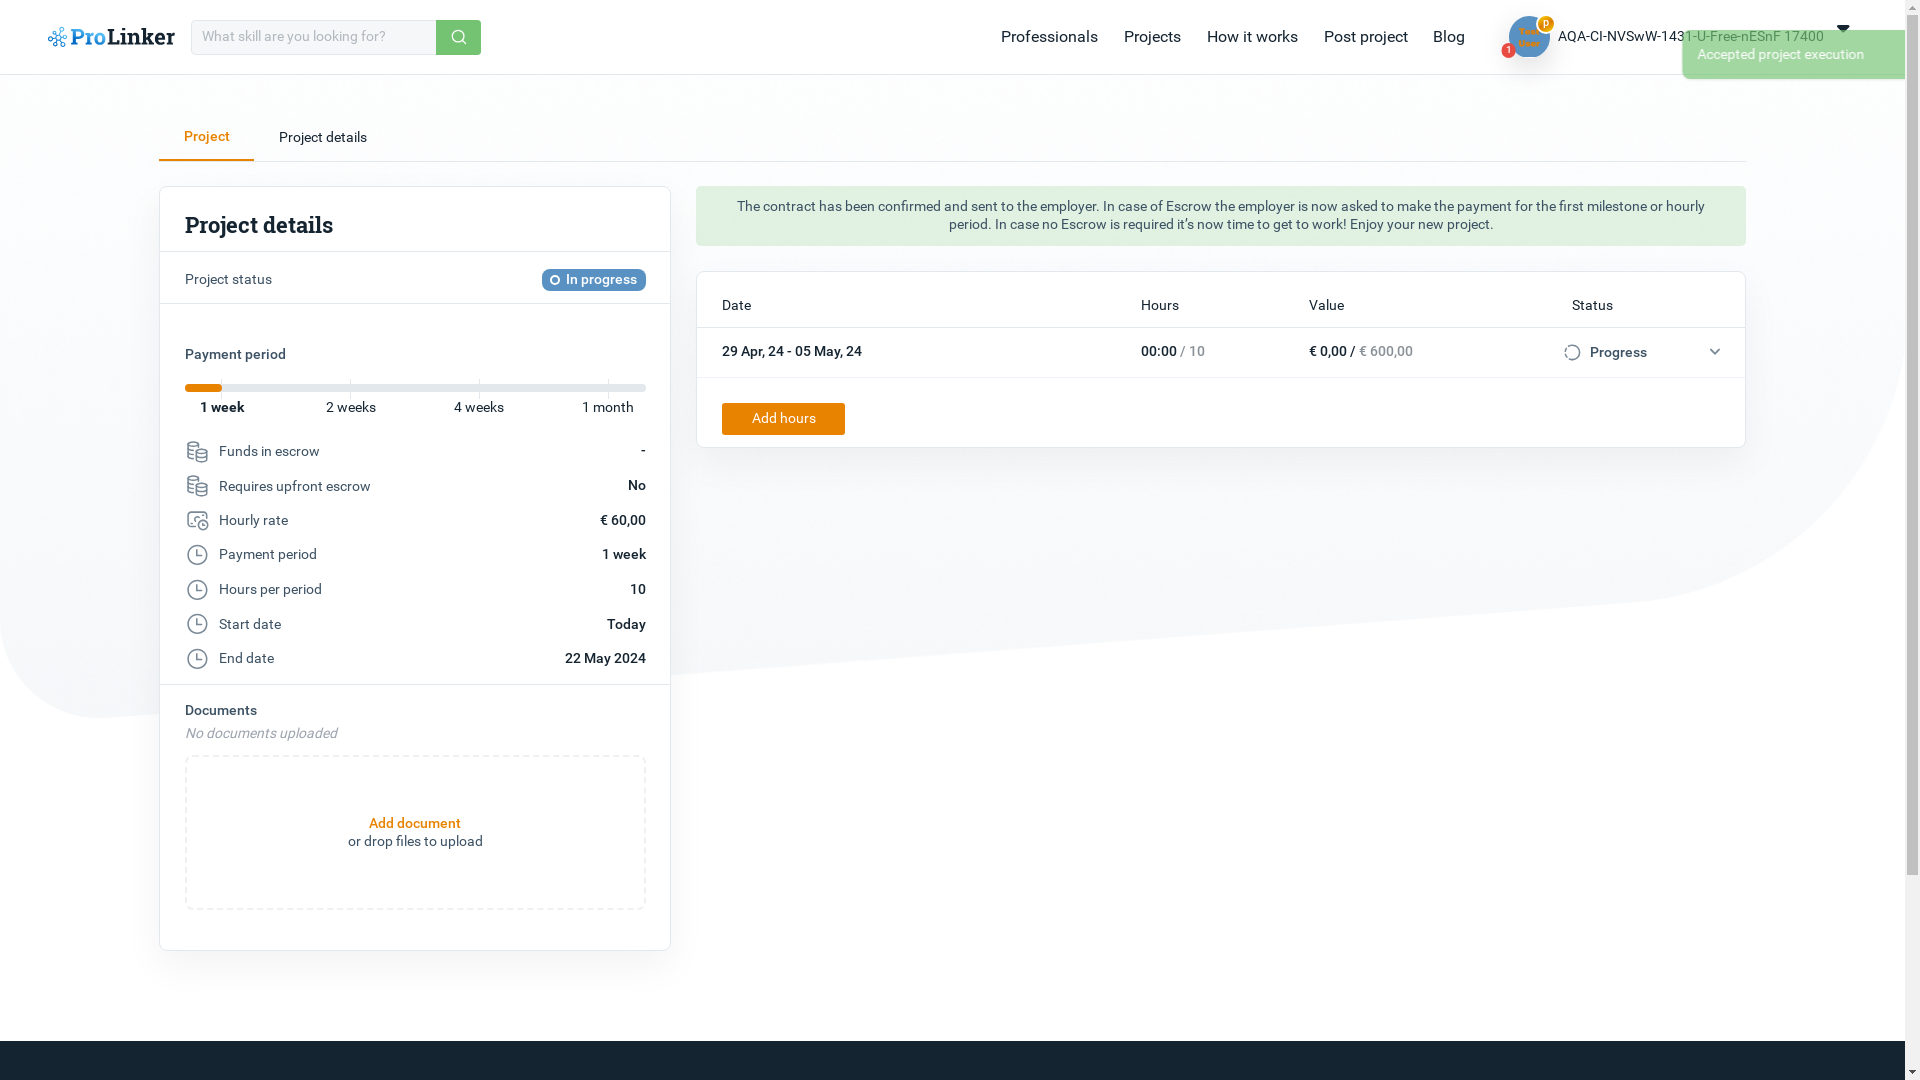 ProLinker
What skill are you looking for?
Professionals
Projects
How it works
Post project
Blog
p
Test
User
1
AQA-CI-NVSwW-1431-U-Free-nESnF 17400
Accepted project execution
Project
Project details
Project details
Project status
In progress
Payment period
1 week
2 weeks
4 weeks
1 month
Funds in escrow
-
Requires upfront escrow
No
Hourly rate
€ 60,00
Payment period
1 week
Hours per period
10
Start date
Today
End date
22 May 2024
Documents
No documents uploaded
Add document
or drop files to upload
The contract has been confirmed and sent to the employer. In case of Escrow the employer is now asked to make the payment for the first milestone or hourly
period. In case no Escrow is required it’s now time to get to work! Enjoy your new project.
Date
Hours
Value
Status
29 Apr, 24 - 05 May, 24
00:00 / 10
€ 0,00 / € 600,00
Progress
Add hours